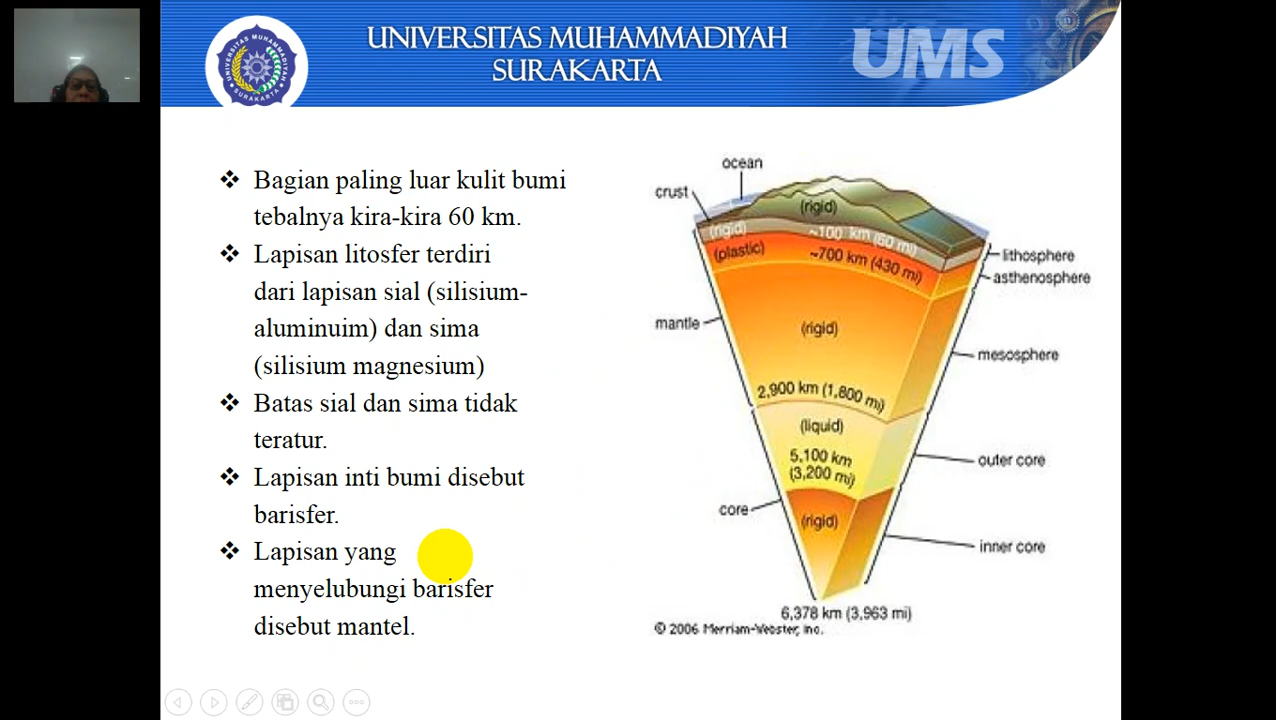 UNIVERSITAS MUHAMMADIYAH
SURAKARTA
UMS
UNIVERSITAS MUHAMMADIYAH
SURAKARTA
❖ Bagian paling luar kulit bumi
tebalnya kira-kira 60 km.
❖ Lapisan litosfer terdiri
dari lapisan sial (silisium-
aluminuim) dan sima
(silisium magnesium)
❖ Batas sial dan sima tidak
teratur.
❖ Lapisan inti bumi disebut
barisfer.
❖ Lapisan yang
menyelubungi barisfer
disebut mantel.
ocean
crust
(rigid)
(rigid)
~100 km (60 mi)
(plastic)
~700 km (430 mi)
lithosphere
asthenosphere
mantle
(rigid)
mesosphere
2,900 km (1,800 mi)
(liquid)
5,100 km
(3,200 mi)
outer core
core
(rigid)
inner core
6,378 km (3,963 mi)
© 2006 Merriam-Webster, Inc.